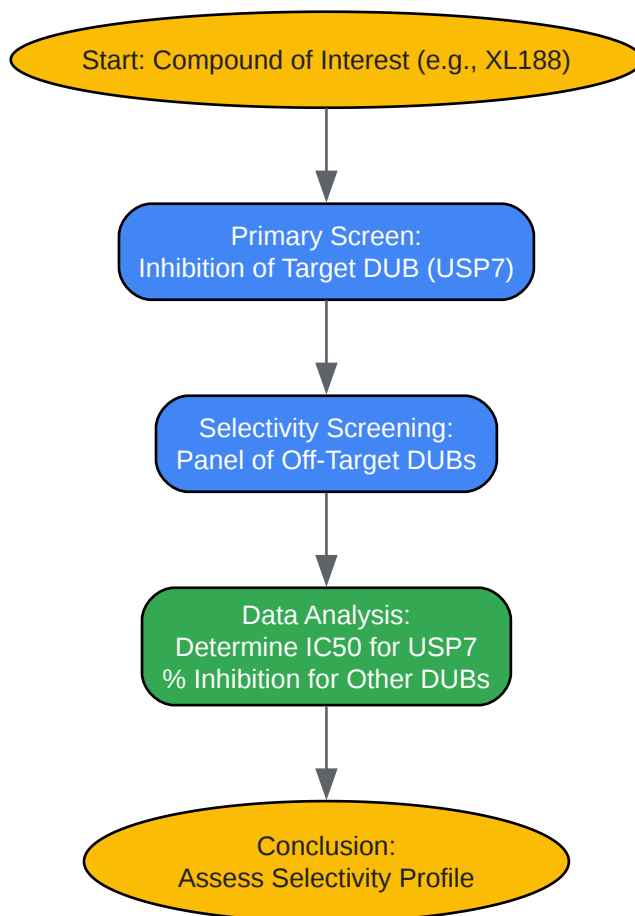 Start: Compound of Interest (e.g., XL188)
Primary Screen:
Inhibition of Target DUB (USP7)
Selectivity Screening:
Panel of Off-Target DUBs
Data Analysis:
Determine IC50 for USP7
% Inhibition for Other DUBs
Conclusion:
Assess Selectivity Profile